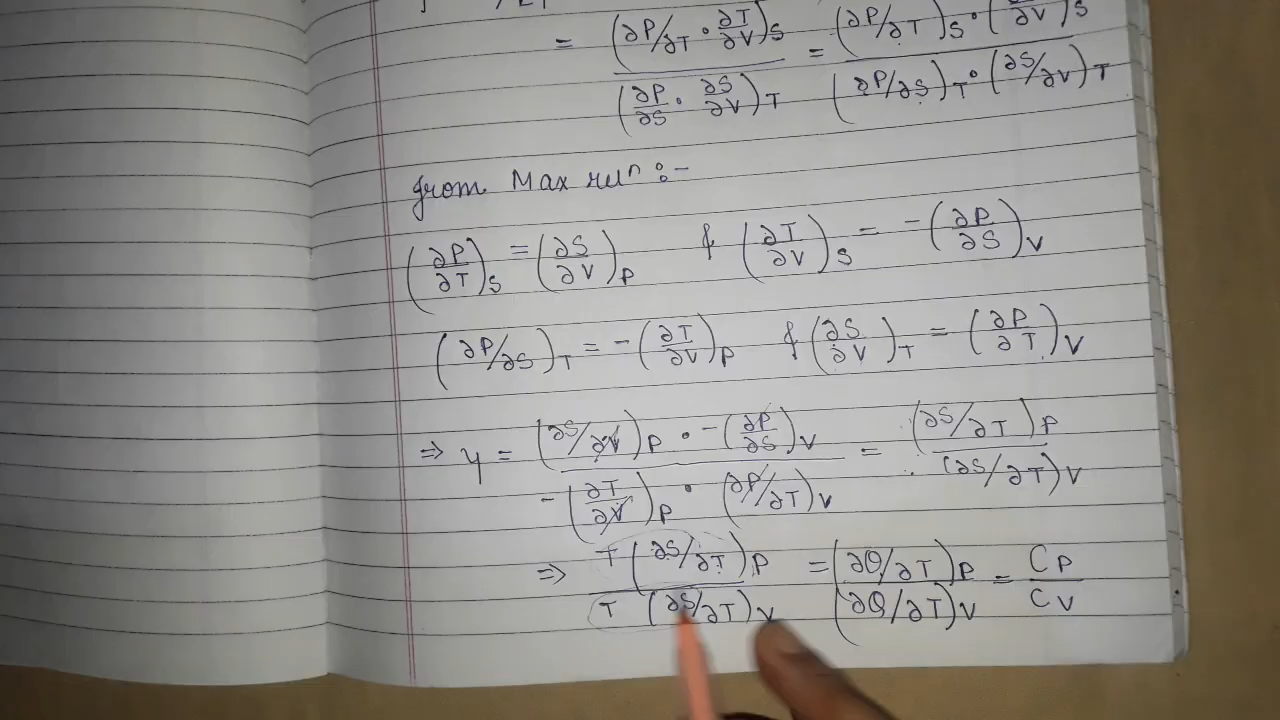 = (∂P/∂T · ∂T/∂V)S / (∂P/∂S · ∂S/∂V)T = (∂P/∂T)S · ( ∂V)S / (∂P/∂S)T · (∂S/∂V)T
from Max relⁿ :-
(∂P/∂T)S = (∂S/∂V)P & (∂T/∂V)S = -(∂P/∂S)V
(∂P/∂S)T = -(∂T/∂V)P & (∂S/∂V)T = (∂P/∂T)V
⇒ γ = (∂S/∂V)P · -(∂P/∂S)V / -(∂T/∂V)P · (∂P/∂T)V = (∂S/∂T)P / (∂S/∂T)V
⇒ T(∂S/∂T)P / T(∂S/∂T)V = (∂Q/∂T)P / (∂Q/∂T)V = CP / CV